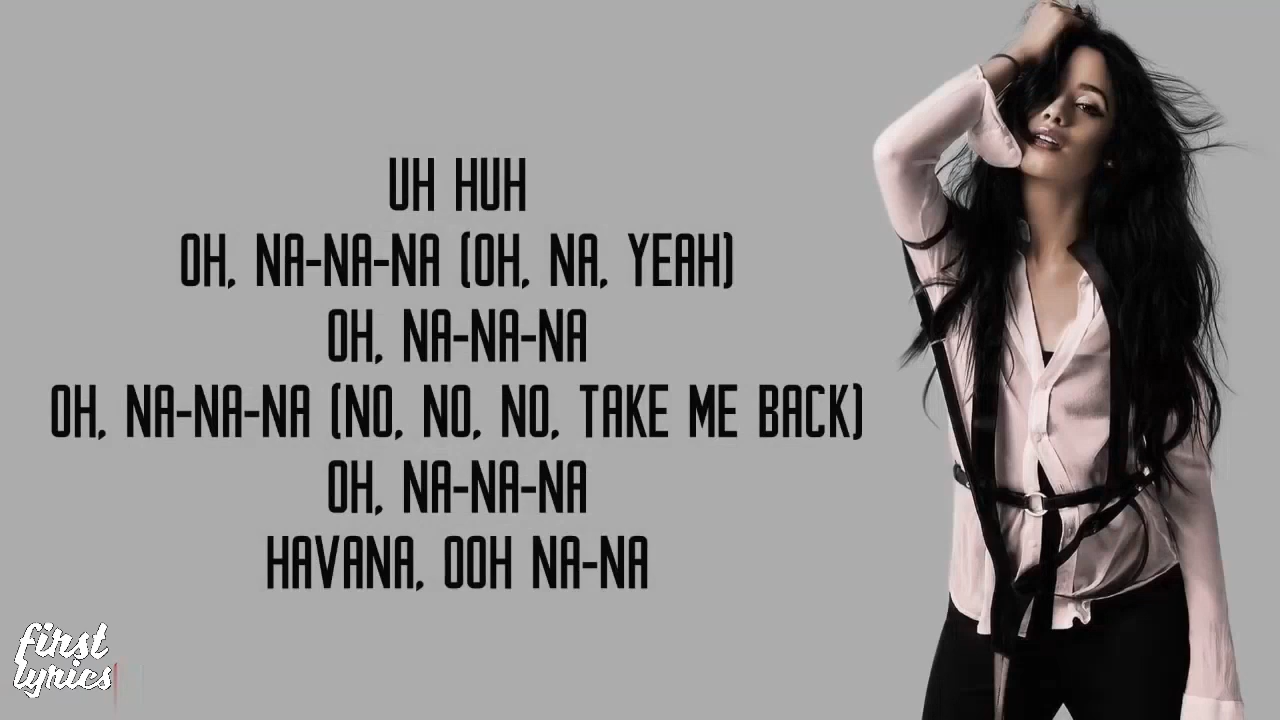 UH HUH
OH, NA-NA-NA (OH, NA, YEAH)
OH, NA-NA-NA
OH, NA-NA-NA (NO, NO, NO, TAKE ME BACK)
OH, NA-NA-NA
HAVANA, OOH NA-NA
first
lyrics